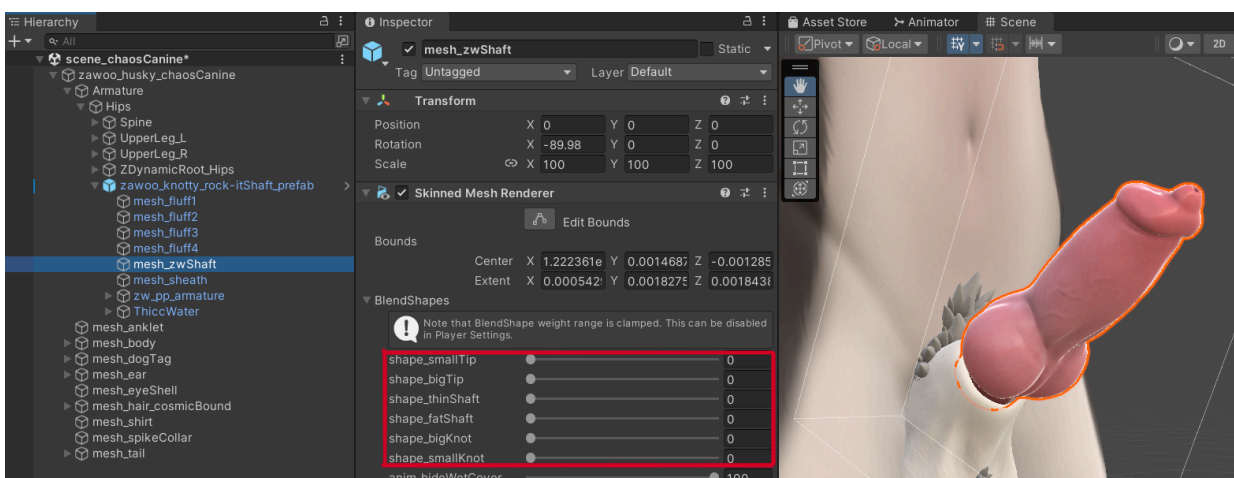 Hierarchy
All
scene_chaosCanine*
zawoo_husky_chaosCanine
Armature
Hips
Spine
UpperLeg_L
UpperLeg_R
ZDynamicRoot_Hips
zawoo_knotty_rock-itShaft_prefab
mesh_fluff1
mesh_fluff2
mesh_fluff3
mesh_fluff4
mesh_zwShaft
mesh_sheath
zw_pp_armature
ThiccWater
mesh_anklet
mesh_body
mesh_dogTag
mesh_ear
mesh_eyeShell
mesh_hair_cosmicBound
mesh_shirt
mesh_spikeCollar
mesh_tail
Inspector
mesh_zwShaft Static
Tag Untagged Layer Default
Transform
Position X 0 Y 0 Z 0
Rotation X -89.98 Y 0 Z 0
Scale X 100 Y 100 Z 100
Skinned Mesh Renderer
Edit Bounds
Bounds
Center X 1.222361e Y 0.0014687 Z -0.001285
Extent X 0.000542 Y 0.0018275 Z 0.0018438
BlendShapes
Note that BlendShape weight range is clamped. This can be disabled
in Player Settings.
shape_smallTip 0
shape_bigTip 0
shape_thinShaft 0
shape_fatShaft 0
shape_bigKnot 0
shape_smallKnot 0
anim_hideWetCover 100
Asset Store Animator Scene
Pivot Local 2D